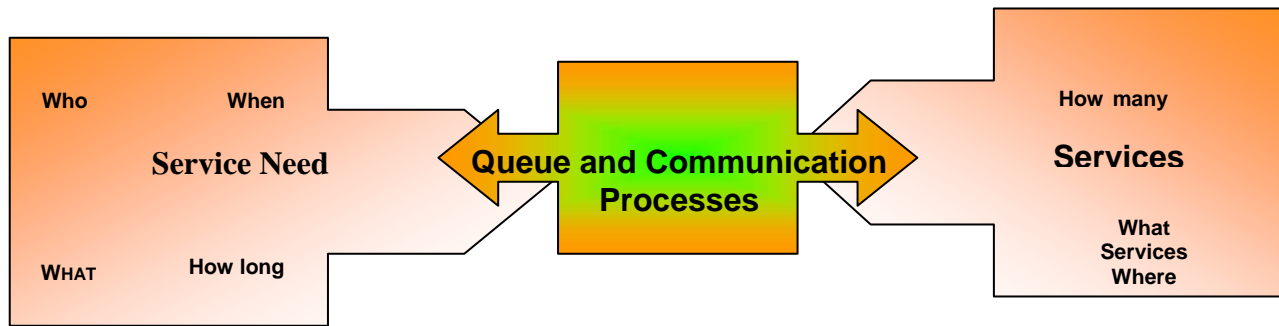 Who
When
Service Need
WHAT
How long
Queue and Communication
Processes
How many
Services
What
Services
Where